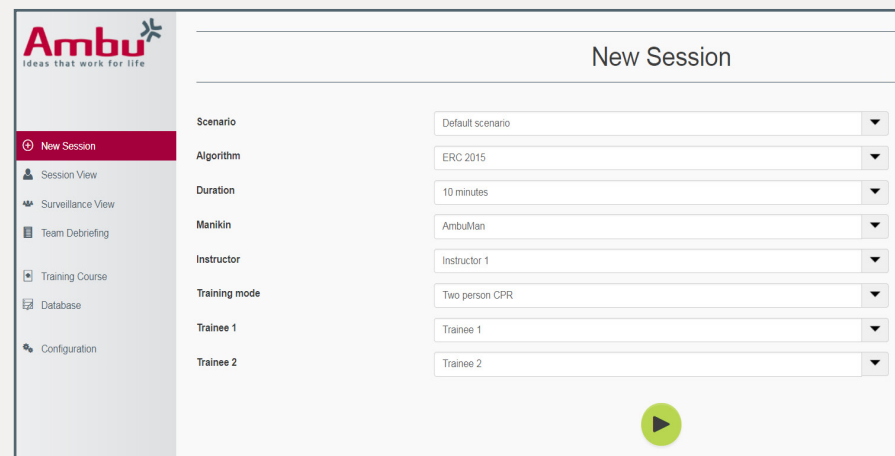 Ambu
Ideas that work for life
New Session
Session View
Surveillance View
Team Debriefing
Training Course
Database
Configuration
New Session
Scenario Default scenario
Algorithm ERC 2015
Duration 10 minutes
Manikin AmbuMan
Instructor Instructor 1
Training mode Two person CPR
Trainee 1 Trainee 1
Trainee 2 Trainee 2